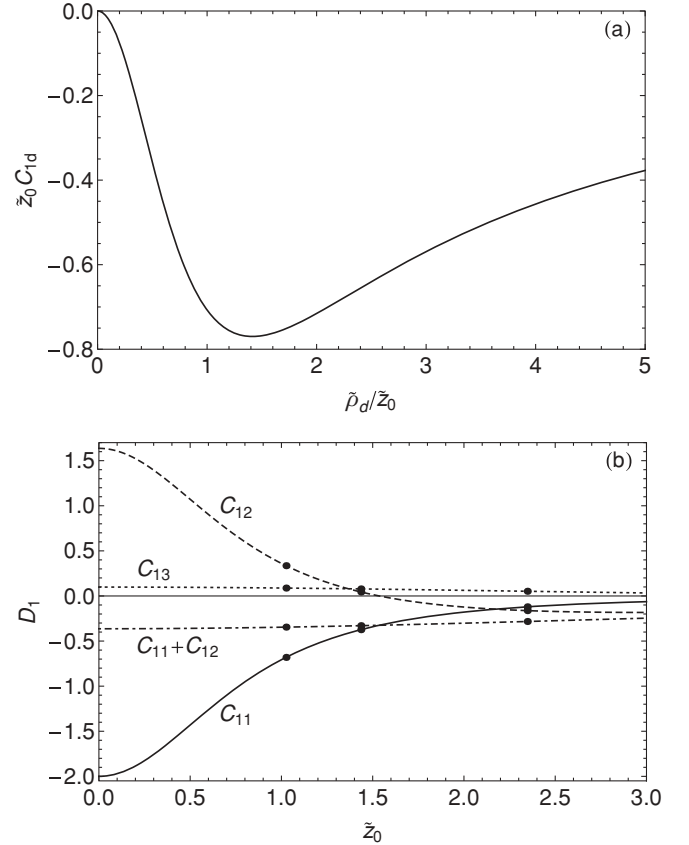 (a)
0.0
−0.2
−0.4
−0.6
−0.8
z̃₀C₁d
0 1 2 3 4 5
ρ̃d/z̃₀
(b)
1.5
1.0
0.5
0.0
−0.5
−1.0
−1.5
−2.0
D₁
C₁₂
C₁₃
C₁₁+C₁₂
C₁₁
0.0 0.5 1.0 1.5 2.0 2.5 3.0
z̃₀